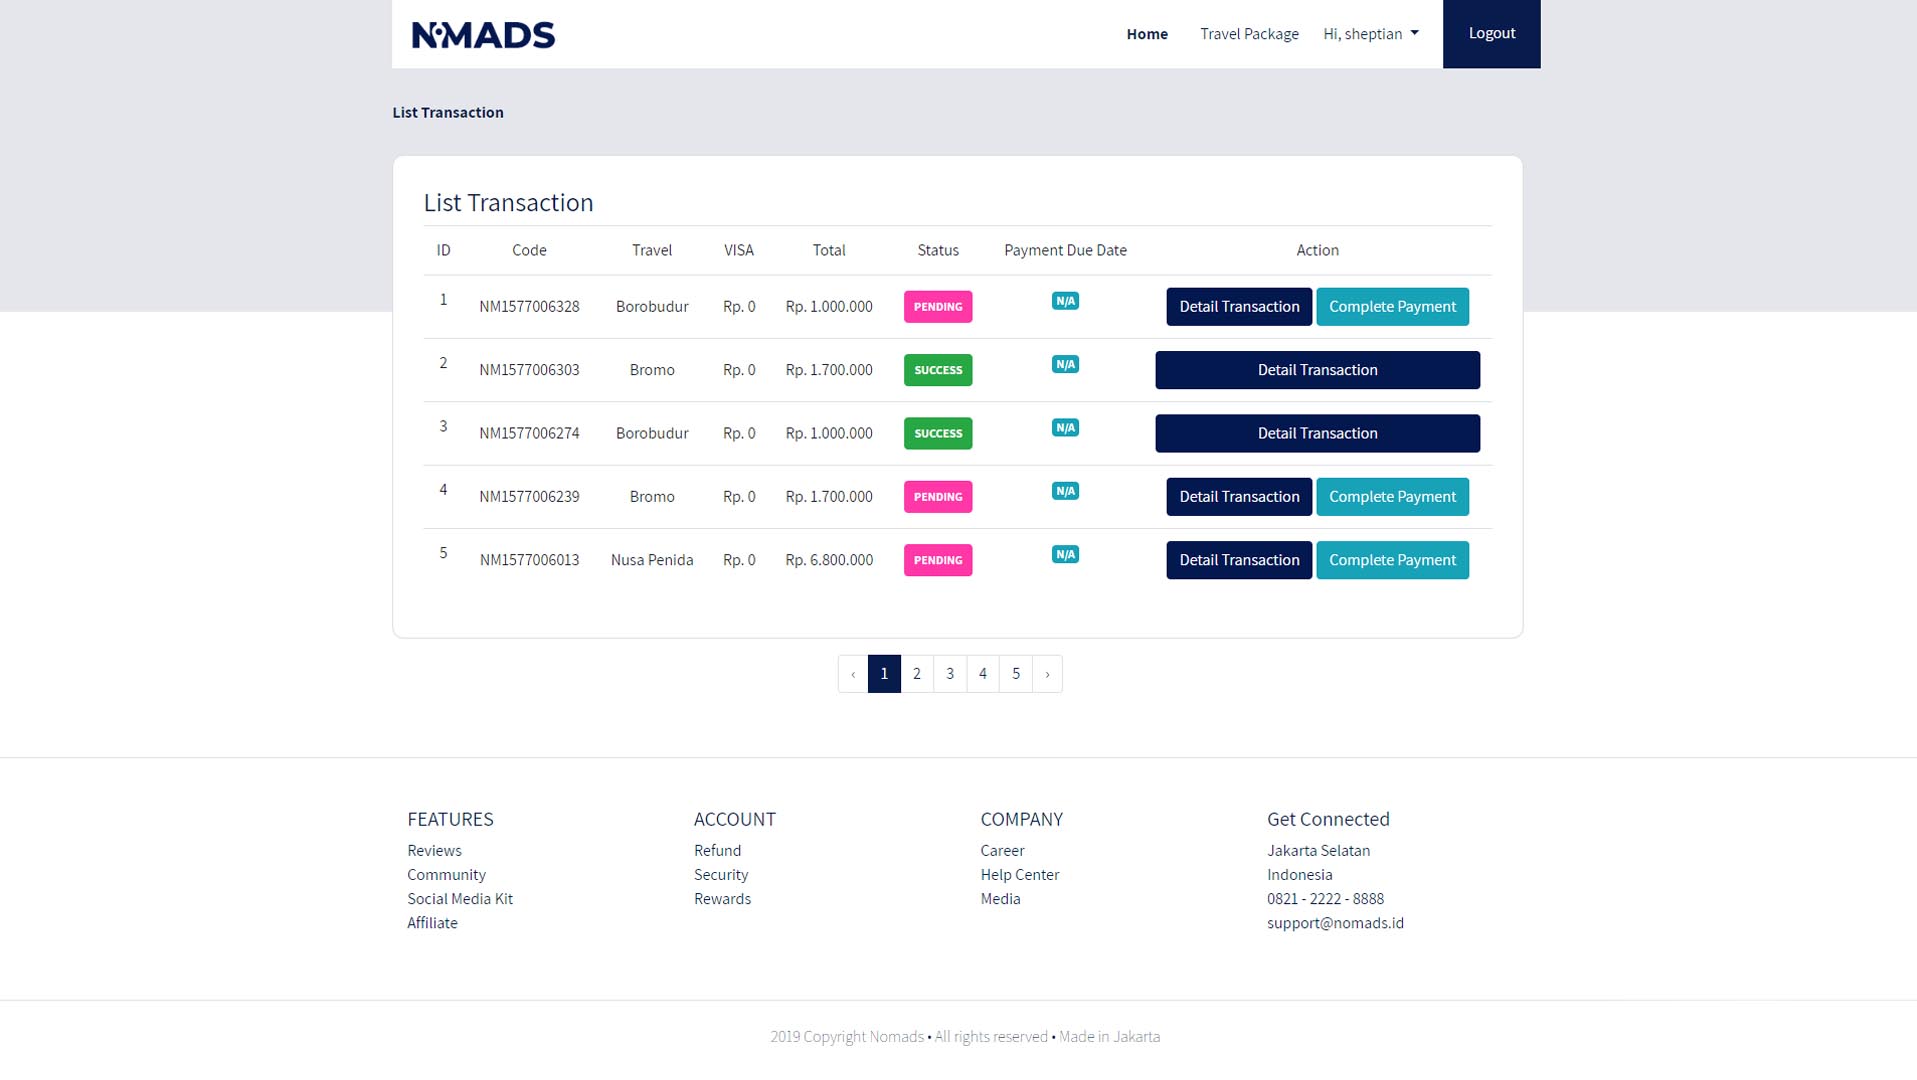 NOMADS
Home Travel Package Hi, sheptian Logout
List Transaction
List Transaction
ID Code Travel VISA Total Status Payment Due Date Action
1 NM1577006328 Borobudur Rp. 0 Rp. 1.000.000 PENDING N/A Detail Transaction Complete Payment
2 NM1577006303 Bromo Rp. 0 Rp. 1.700.000 SUCCESS N/A Detail Transaction
3 NM1577006274 Borobudur Rp. 0 Rp. 1.000.000 SUCCESS N/A Detail Transaction
4 NM1577006239 Bromo Rp. 0 Rp. 1.700.000 PENDING N/A Detail Transaction Complete Payment
5 NM1577006013 Nusa Penida Rp. 0 Rp. 6.800.000 PENDING N/A Detail Transaction Complete Payment
‹ 1 2 3 4 5 ›
FEATURES
Reviews
Community
Social Media Kit
Affiliate
ACCOUNT
Refund
Security
Rewards
COMPANY
Career
Help Center
Media
Get Connected
Jakarta Selatan
Indonesia
0821 - 2222 - 8888
support@nomads.id
2019 Copyright Nomads • All rights reserved • Made in Jakarta